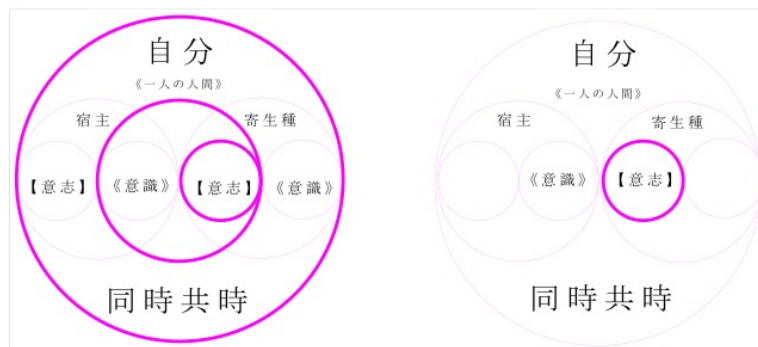 自分
《一人の人間》
宿主
寄生種
【意志】
《意識》
【意志】
《意識》
同時共時
自分
《一人の人間》
宿主
寄生種
《意識》
【意志】
同時共時